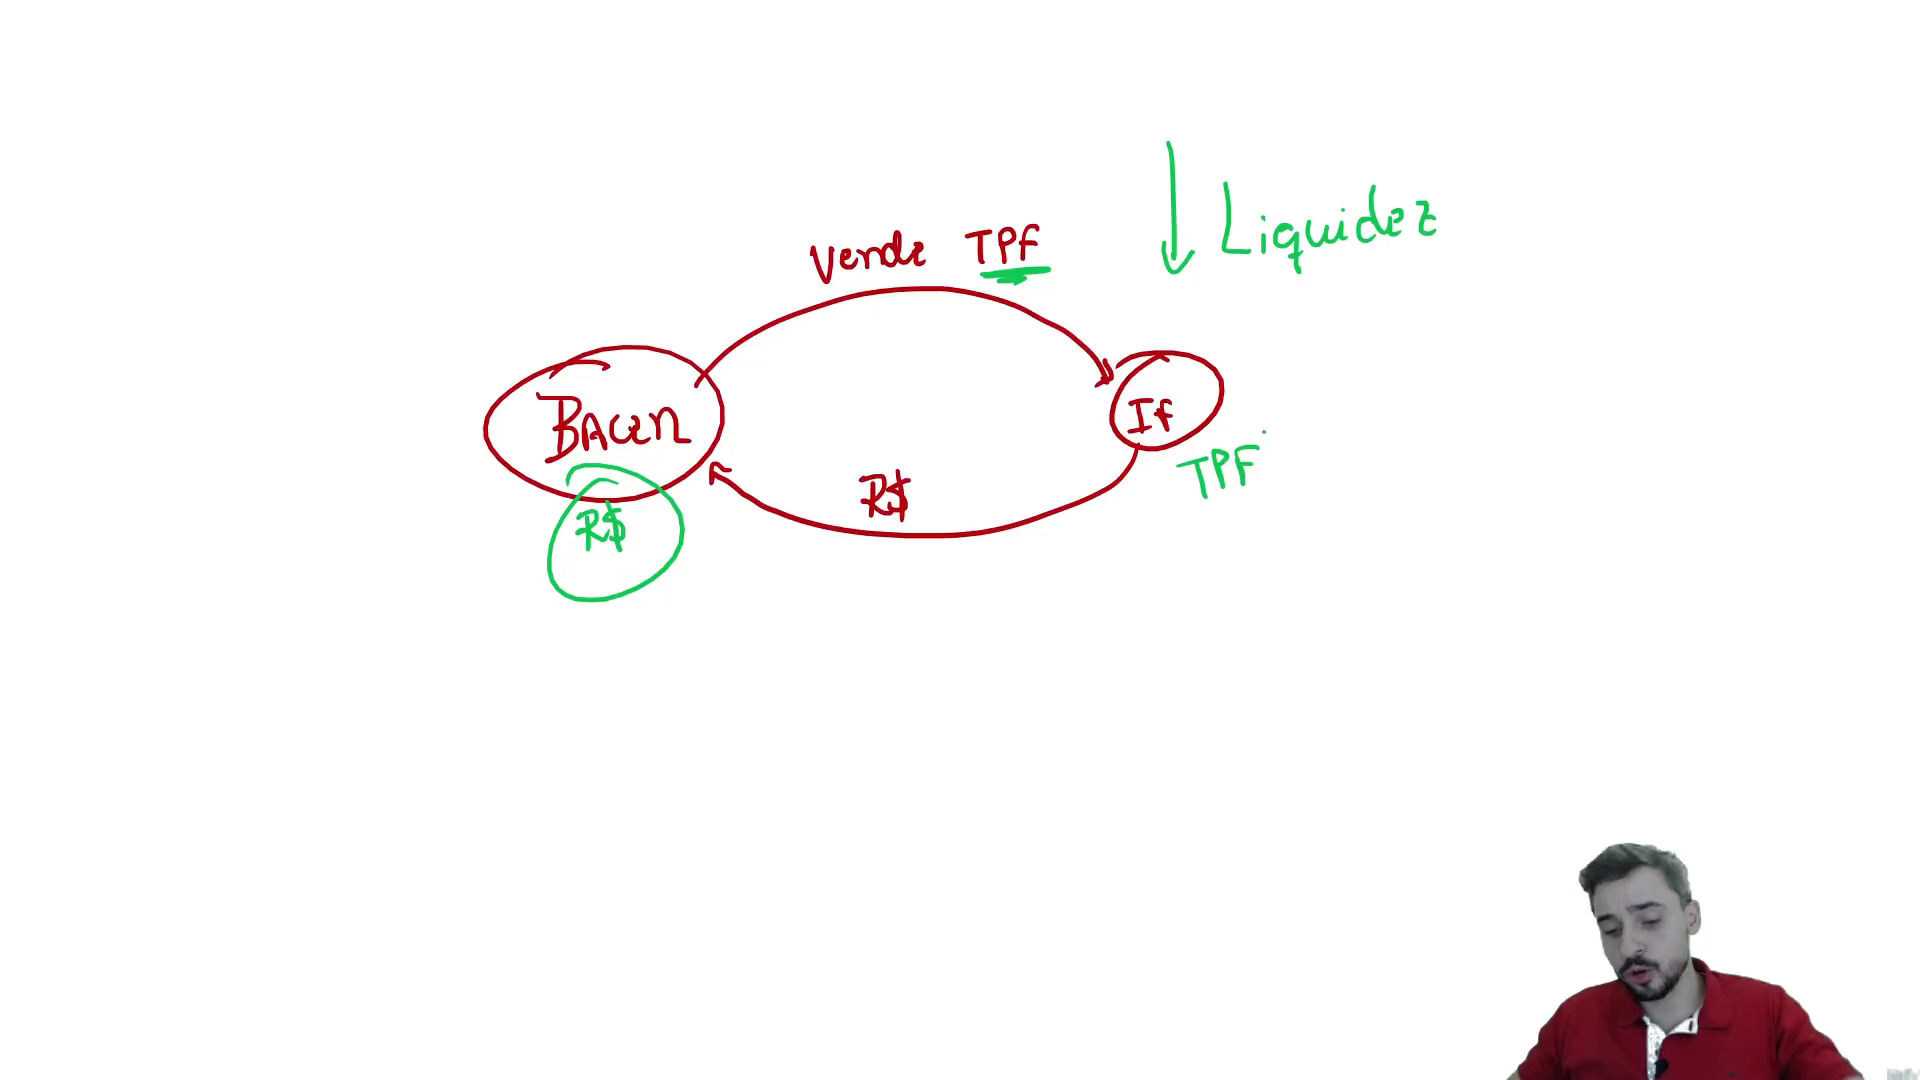 Liquidez
Vende TPF
BACEN
IF
R$
TPF
R$